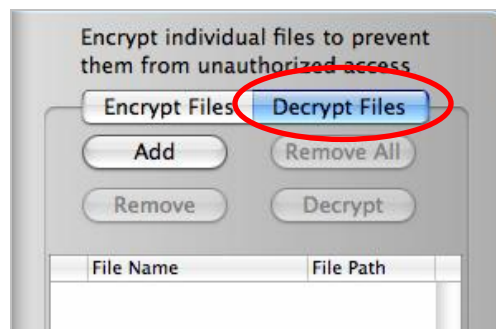 Encrypt individual files to prevent
them from unauthorized access
Encrypt Files Decrypt Files
Add Remove All
Remove Decrypt
File Name File Path